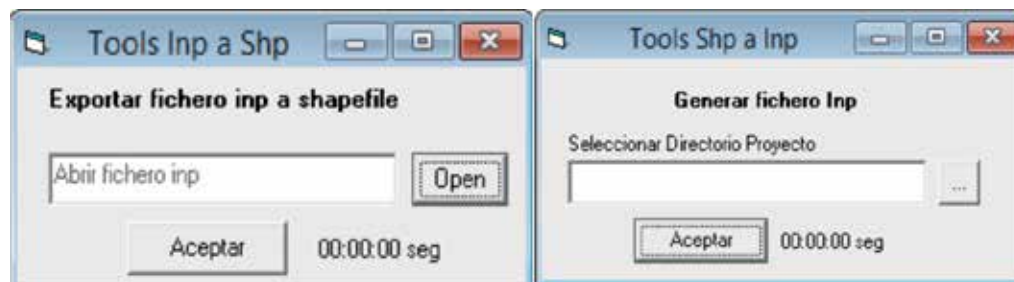 Tools Inp a Shp
Exportar fichero inp a shapefile
Abrir fichero inp
Open
Aceptar
00:00:00 seg
Tools Shp a Inp
Generar fichero Inp
Seleccionar Directorio Proyecto
...
Aceptar
00:00:00 seg